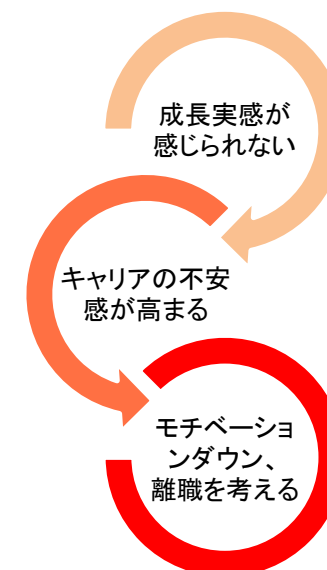 成長実感が
感じられない
キャリアの不安
感が高まる
モチベーショ
ンダウン、
離職を考える